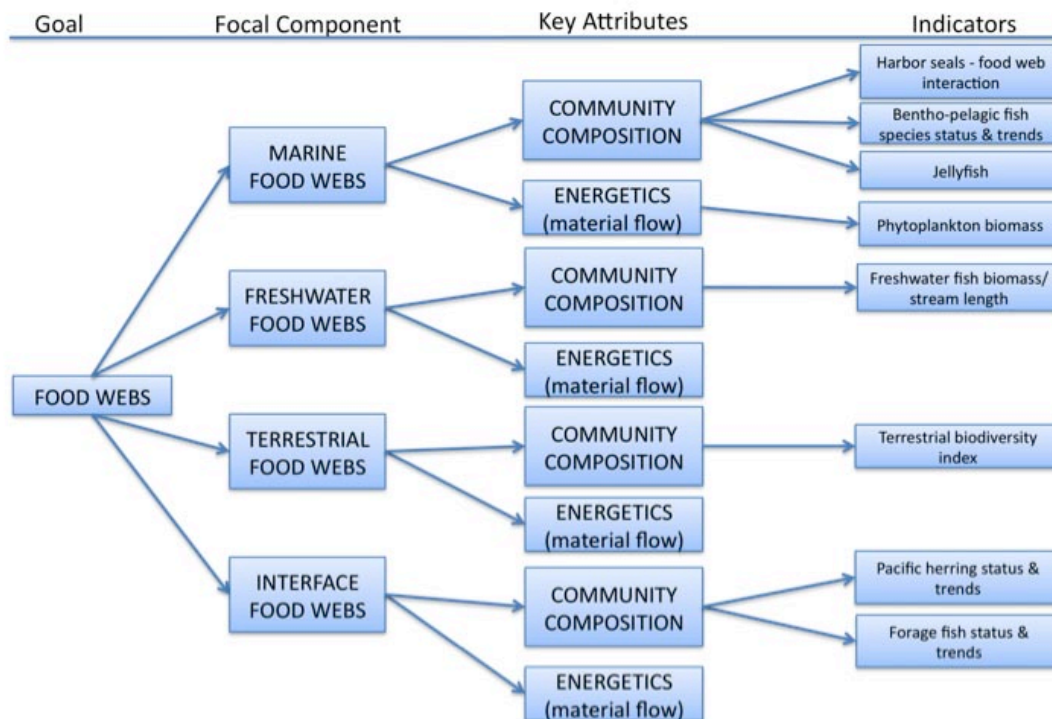 Goal
Focal Component
Key Attributes
Indicators
FOOD WEBS
MARINE
FOOD WEBS
FRESHWATER
FOOD WEBS
TERRESTRIAL
FOOD WEBS
INTERFACE
FOOD WEBS
COMMUNITY
COMPOSITION
ENERGETICS
(material flow)
COMMUNITY
COMPOSITION
ENERGETICS
(material flow)
COMMUNITY
COMPOSITION
ENERGETICS
(material flow)
COMMUNITY
COMPOSITION
ENERGETICS
(material flow)
Harbor seals - food web
interaction
Bentho-pelagic fish
species status & trends
Jellyfish
Phytoplankton biomass
Freshwater fish biomass/
stream length
Terrestrial biodiversity
index
Pacific herring status &
trends
Forage fish status &
trends